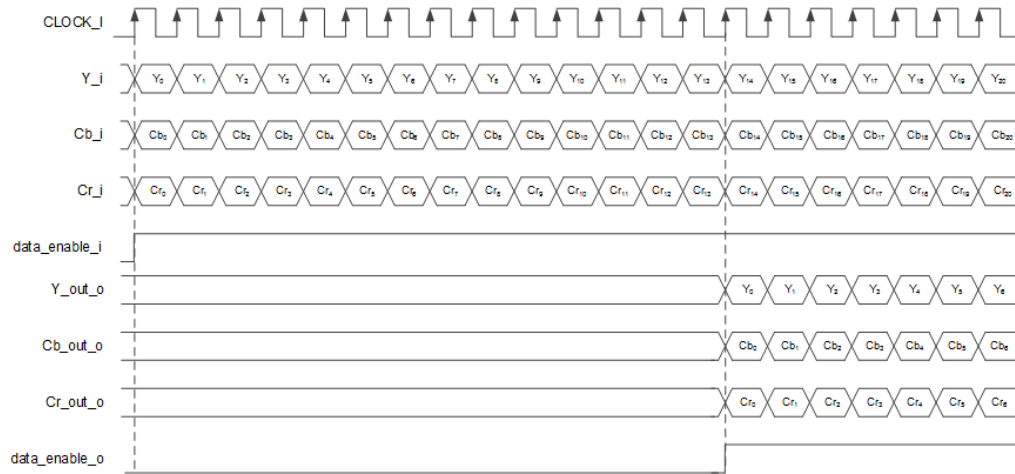 CLOCK_I
Y_i Y₀ Y₁ Y₂ Y₃ Y₄ Y₅ Y₆ Y₇ Y₈ Y₉ Y₁₀ Y₁₁ Y₁₂ Y₁₃ Y₁₄ Y₁₅ Y₁₆ Y₁₇ Y₁₈ Y₁₉ Y₂₀
Cb_i Cb₀ Cb₁ Cb₂ Cb₃ Cb₄ Cb₅ Cb₆ Cb₇ Cb₈ Cb₉ Cb₁₀ Cb₁₁ Cb₁₂ Cb₁₃ Cb₁₄ Cb₁₅ Cb₁₆ Cb₁₇ Cb₁₈ Cb₁₉ Cb₂₀
Cr_i Cr₀ Cr₁ Cr₂ Cr₃ Cr₄ Cr₅ Cr₆ Cr₇ Cr₈ Cr₉ Cr₁₀ Cr₁₁ Cr₁₂ Cr₁₃ Cr₁₄ Cr₁₅ Cr₁₆ Cr₁₇ Cr₁₈ Cr₁₉ Cr₂₀
data_enable_i
Y_out_o Y₀ Y₁ Y₂ Y₃ Y₄ Y₅ Y₆
Cb_out_o Cb₀ Cb₁ Cb₂ Cb₃ Cb₄ Cb₅ Cb₆
Cr_out_o Cr₀ Cr₁ Cr₂ Cr₃ Cr₄ Cr₅ Cr₆
data_enable_o